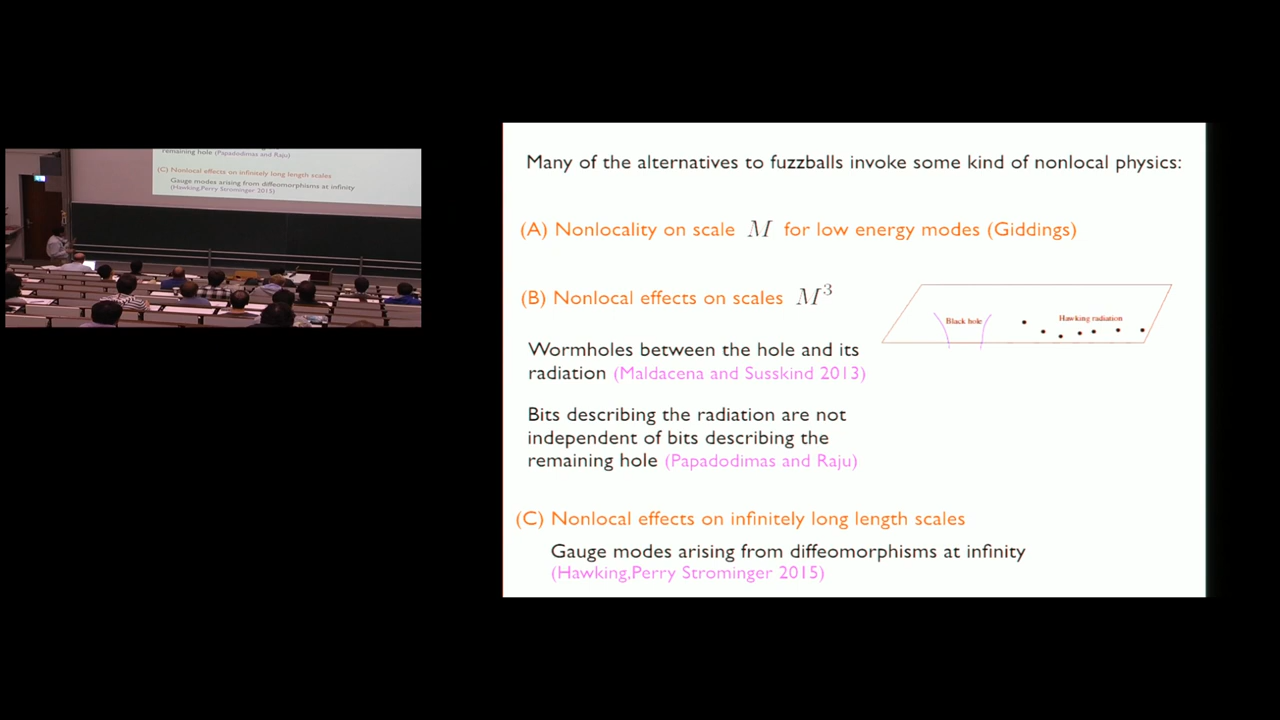 Many of the alternatives to fuzzballs invoke some kind of nonlocal physics:
(A) Nonlocality on scale M for low energy modes (Giddings)
(B) Nonlocal effects on scales M³
Black hole
Hawking radiation
Wormholes between the hole and its
radiation (Maldacena and Susskind 2013)
Bits describing the radiation are not
independent of bits describing the
remaining hole (Papadodimas and Raju)
(C) Nonlocal effects on infinitely long length scales
Gauge modes arising from diffeomorphisms at infinity
(Hawking,Perry Strominger 2015)
remaining hole (Papadodimas and Raju)
(C) Nonlocal effects on infinitely long length scales
Gauge modes arising from diffeomorphisms at infinity
(Hawking,Perry Strominger 2015)